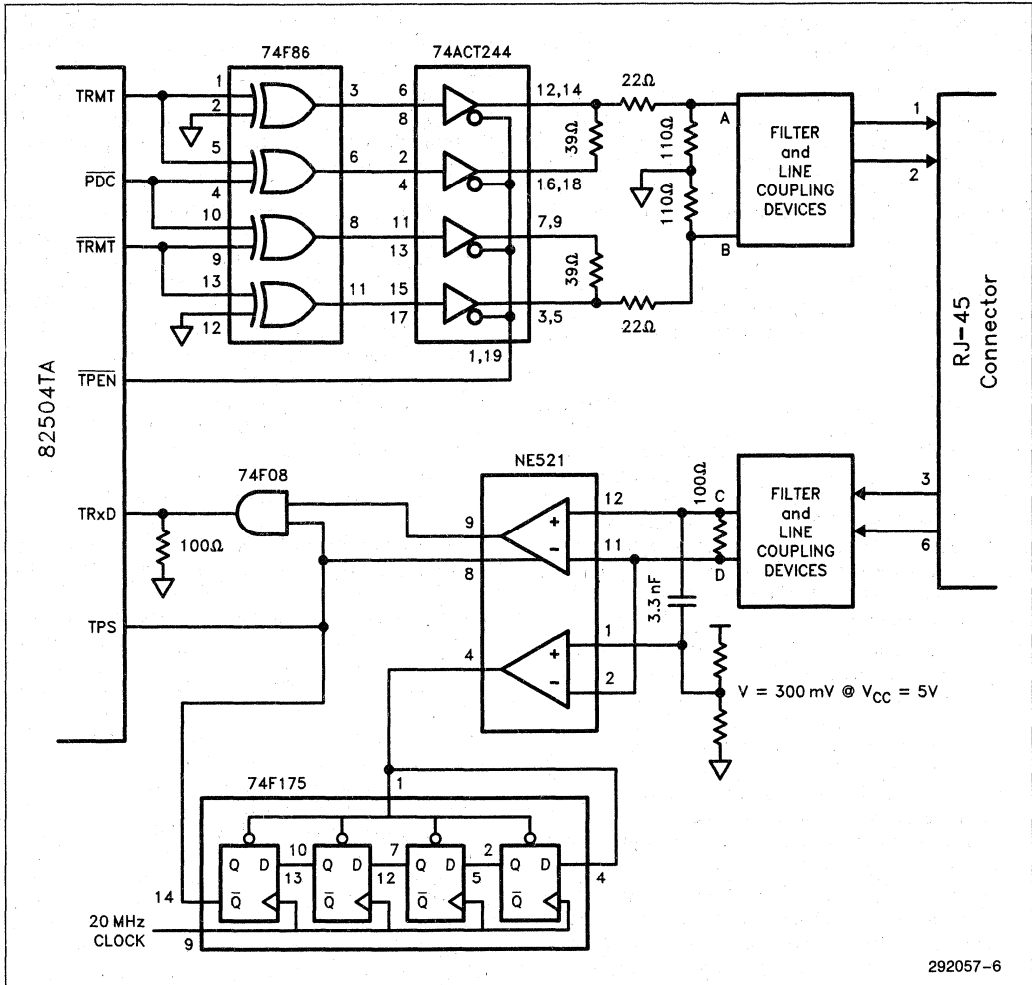 74F86
74ACT244
TRMT
1
2
3
6
8
12,14
22Ω
39Ω
110Ω
A
FILTER
and
LINE
COUPLING
DEVICES
1
2
PDC
5
4
6
2
4
16,18
10
9
8
11
13
7,9
110Ω
B
TRMT
13
12
11
15
17
39Ω
3,5
22Ω
1,19
TPEN
82504TA
RJ-45
Connector
NE521
74F08
TRxD
100Ω
9
8
+
-
12
11
100Ω
C
D
FILTER
and
LINE
COUPLING
DEVICES
3
6
3.3 nF
TPS
4
+
-
1
2
V = 300 mV @ VCC = 5V
74F175
1
Q D
10
13
Q D
7
12
Q D
2
5
Q D
4
Q̅
Q̅
Q̅
Q̅
14
20 MHz
CLOCK
9
292057-6